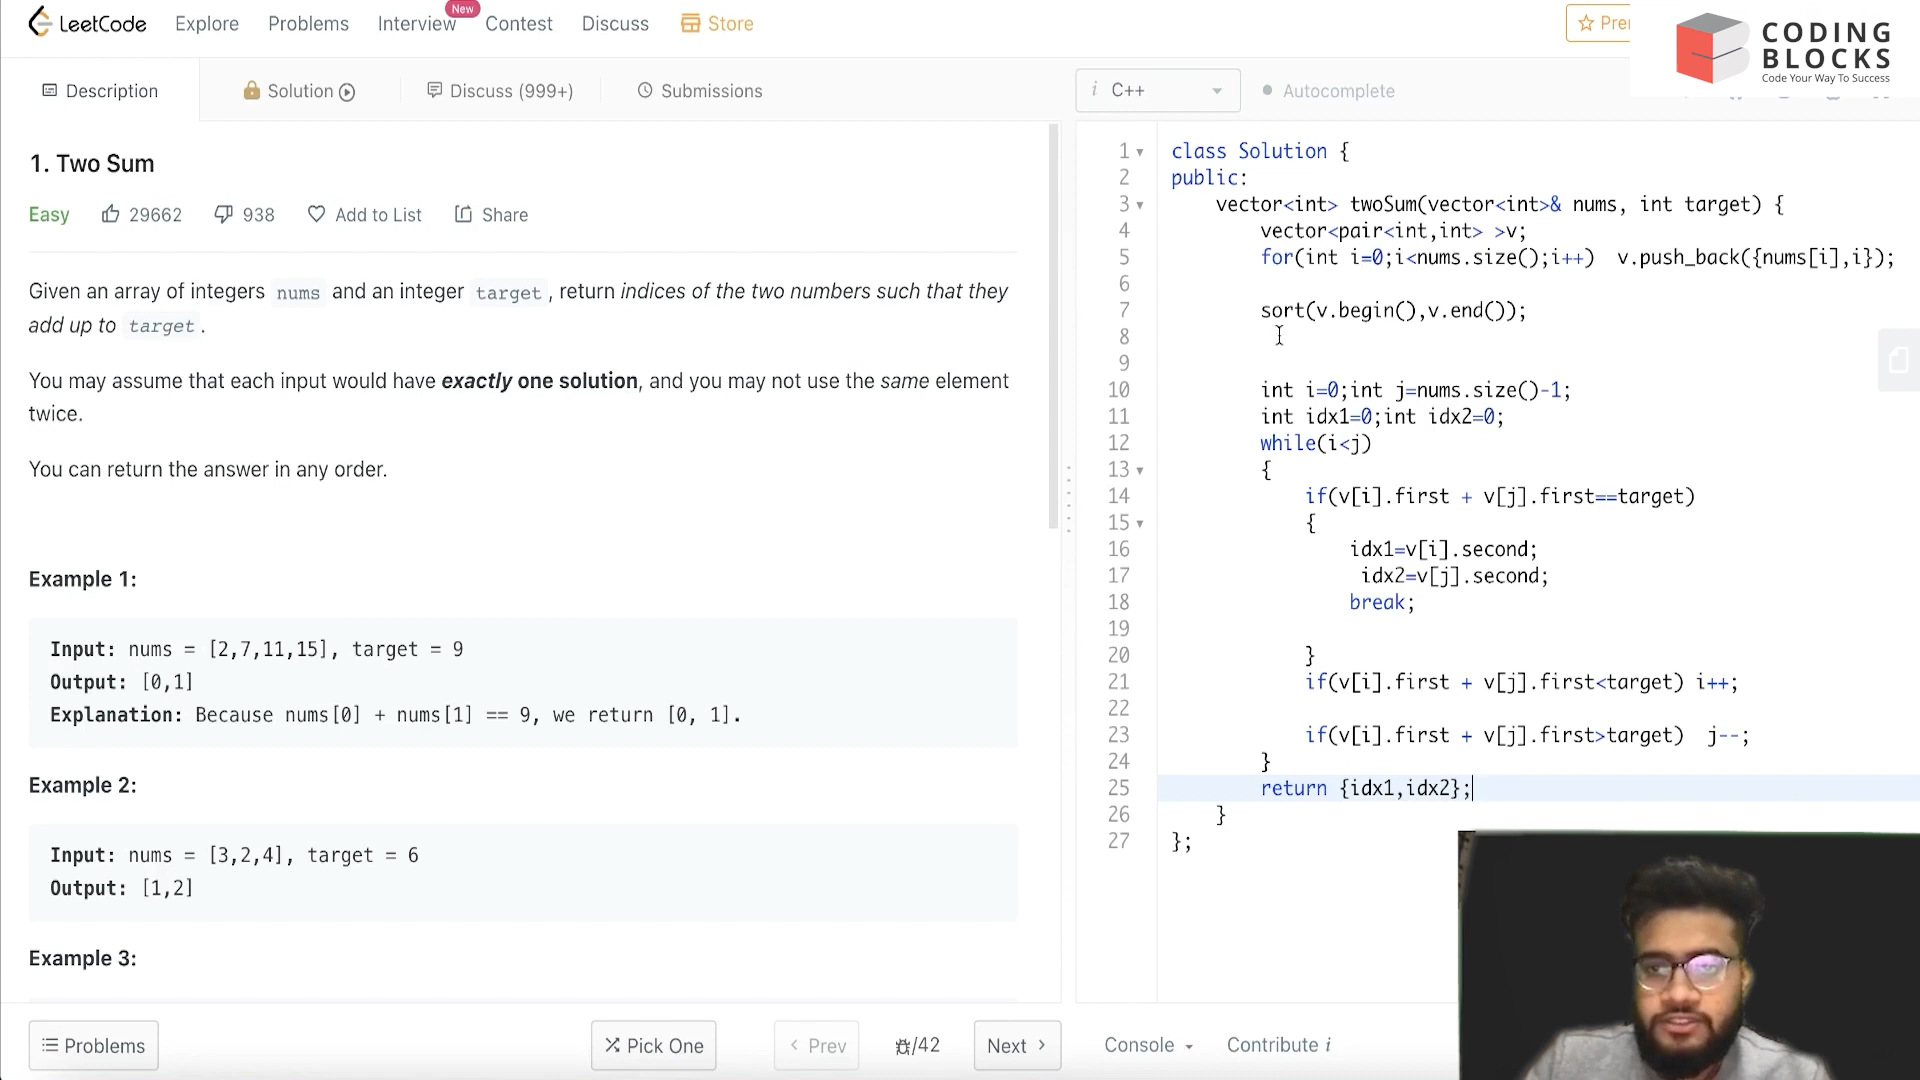 LeetCode Explore Problems Interview New Contest Discuss Store
CODING
BLOCKS
Code Your Way To Success
Description Solution Discuss (999+) Submissions
i C++ Autocomplete
1. Two Sum
Easy 29662 938 Add to List Share
Given an array of integers nums and an integer target, return indices of the two numbers such that they
add up to target.
You may assume that each input would have exactly one solution, and you may not use the same element
twice.
You can return the answer in any order.
Example 1:
Input: nums = [2,7,11,15], target = 9
Output: [0,1]
Explanation: Because nums[0] + nums[1] == 9, we return [0, 1].
Example 2:
Input: nums = [3,2,4], target = 6
Output: [1,2]
Example 3:
1 class Solution {
2 public:
3 vector<int> twoSum(vector<int>& nums, int target) {
4 vector<pair<int,int> >v;
5 for(int i=0;i<nums.size();i++) v.push_back({nums[i],i});
6
7 sort(v.begin(),v.end());
8
9
10 int i=0;int j=nums.size()-1;
11 int idx1=0;int idx2=0;
12 while(i<j)
13 {
14 if(v[i].first + v[j].first==target)
15 {
16 idx1=v[i].second;
17 idx2=v[j].second;
18 break;
19
20 }
21 if(v[i].first + v[j].first<target) i++;
22
23 if(v[i].first + v[j].first>target) j--;
24 }
25 return {idx1,idx2};
26 }
27 };
Problems Pick One < Prev /42 Next > Console Contribute i